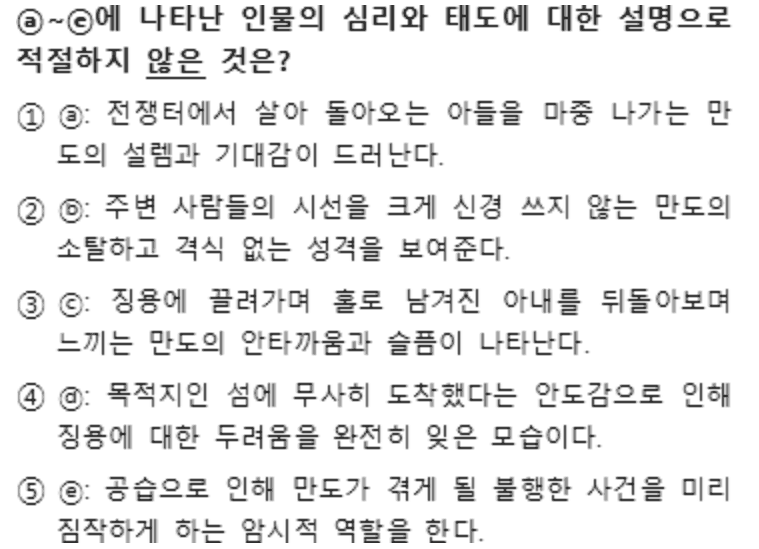 ⓐ~ⓔ에 나타난 인물의 심리와 태도에 대한 설명으로
적절하지 않은 것은?
① ⓐ: 전쟁터에서 살아 돌아오는 아들을 마중 나가는 만
도의 설렘과 기대감이 드러난다.
② ⓑ: 주변 사람들의 시선을 크게 신경 쓰지 않는 만도의
소탈하고 격식 없는 성격을 보여준다.
③ ⓒ: 징용에 끌려가며 홀로 남겨진 아내를 뒤돌아보며
느끼는 만도의 안타까움과 슬픔이 나타난다.
④ ⓓ: 목적지인 섬에 무사히 도착했다는 안도감으로 인해
징용에 대한 두려움을 완전히 잊은 모습이다.
⑤ ⓔ: 공습으로 인해 만도가 겪게 될 불행한 사건을 미리
짐작하게 하는 암시적 역할을 한다.